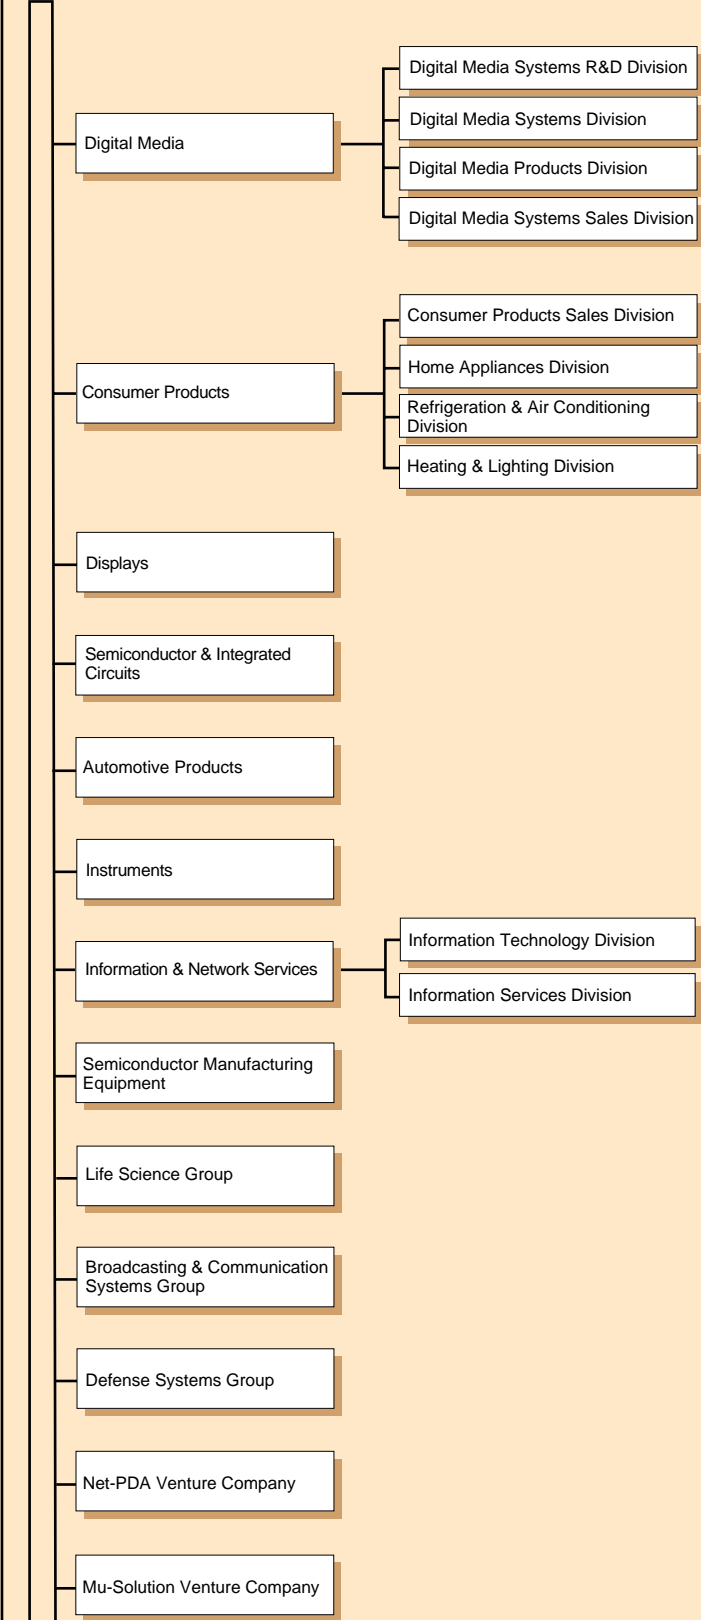 Digital Media
Digital Media Systems R&D Division
Digital Media Systems Division
Digital Media Products Division
Digital Media Systems Sales Division
Consumer Products
Consumer Products Sales Division
Home Appliances Division
Refrigeration & Air Conditioning
Division
Heating & Lighting Division
Displays
Semiconductor & Integrated
Circuits
Automotive Products
Instruments
Information & Network Services
Information Technology Division
Information Services Division
Semiconductor Manufacturing
Equipment
Life Science Group
Broadcasting & Communication
Systems Group
Defense Systems Group
Net-PDA Venture Company
Mu-Solution Venture Company